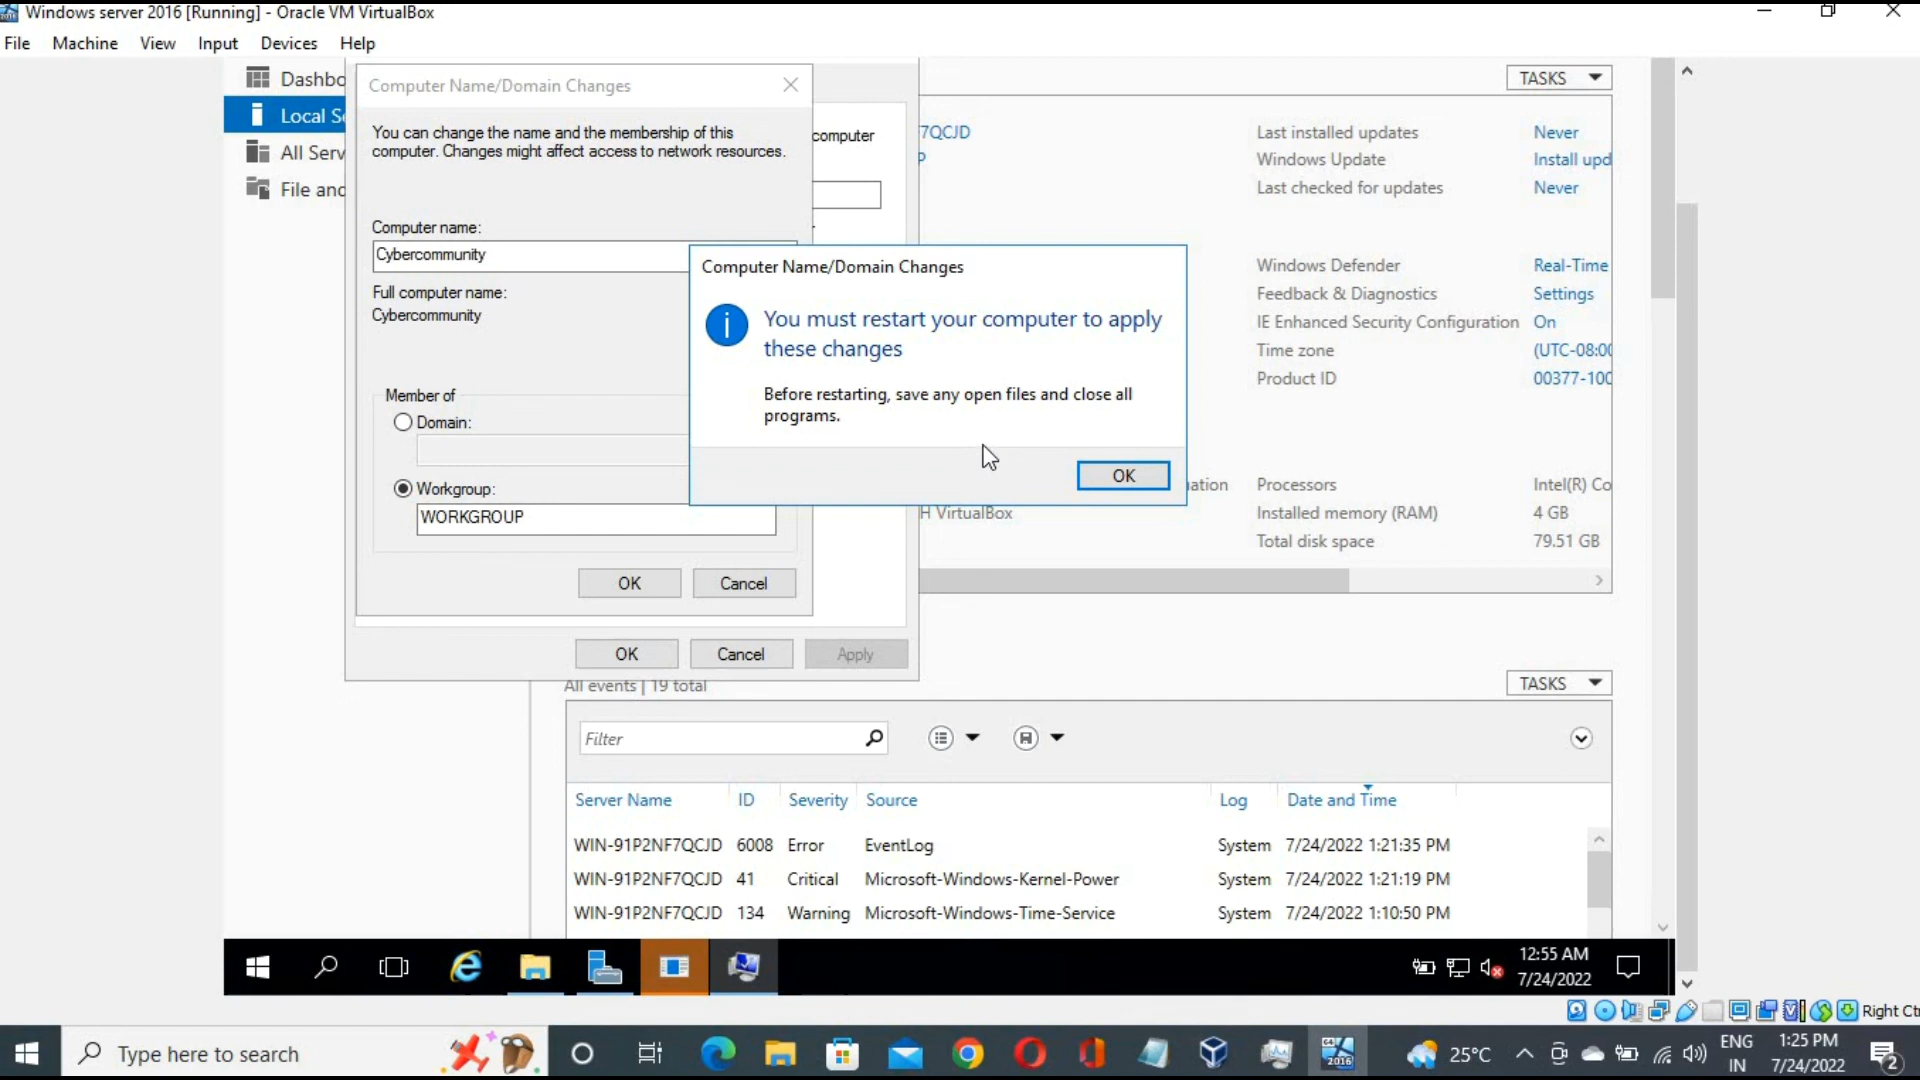 Windows server 2016 [Running] - Oracle VM VirtualBox
File Machine View Input Devices Help
Dashbo
Local Se
All Serv
File and
Computer Name/Domain Changes
You can change the name and the membership of this
computer. Changes might affect access to network resources.
Computer name:
Cybercommunity
Full computer name:
Cybercommunity
Member of
Domain:
Workgroup:
WORKGROUP
OK Cancel
computer
OK Cancel Apply
Computer Name/Domain Changes
You must restart your computer to apply
these changes
Before restarting, save any open files and close all
programs.
OK
TASKS
7QCJD
Last installed updates Never
Windows Update Install upd
Last checked for updates Never
Windows Defender Real-Time
Feedback & Diagnostics Settings
IE Enhanced Security Configuration On
Time zone (UTC-08:00
Product ID 00377-100
ation
Processors Intel(R) Co
H VirtualBox
Installed memory (RAM) 4 GB
Total disk space 79.51 GB
All events | 19 total
TASKS
Filter
Server Name ID Severity Source Log Date and Time
WIN-91P2NF7QCJD 6008 Error EventLog System 7/24/2022 1:21:35 PM
WIN-91P2NF7QCJD 41 Critical Microsoft-Windows-Kernel-Power System 7/24/2022 1:21:19 PM
WIN-91P2NF7QCJD 134 Warning Microsoft-Windows-Time-Service System 7/24/2022 1:10:50 PM
12:55 AM
7/24/2022
Right Ct
Type here to search
2016
25°C
ENG
IN
1:25 PM
7/24/2022
2